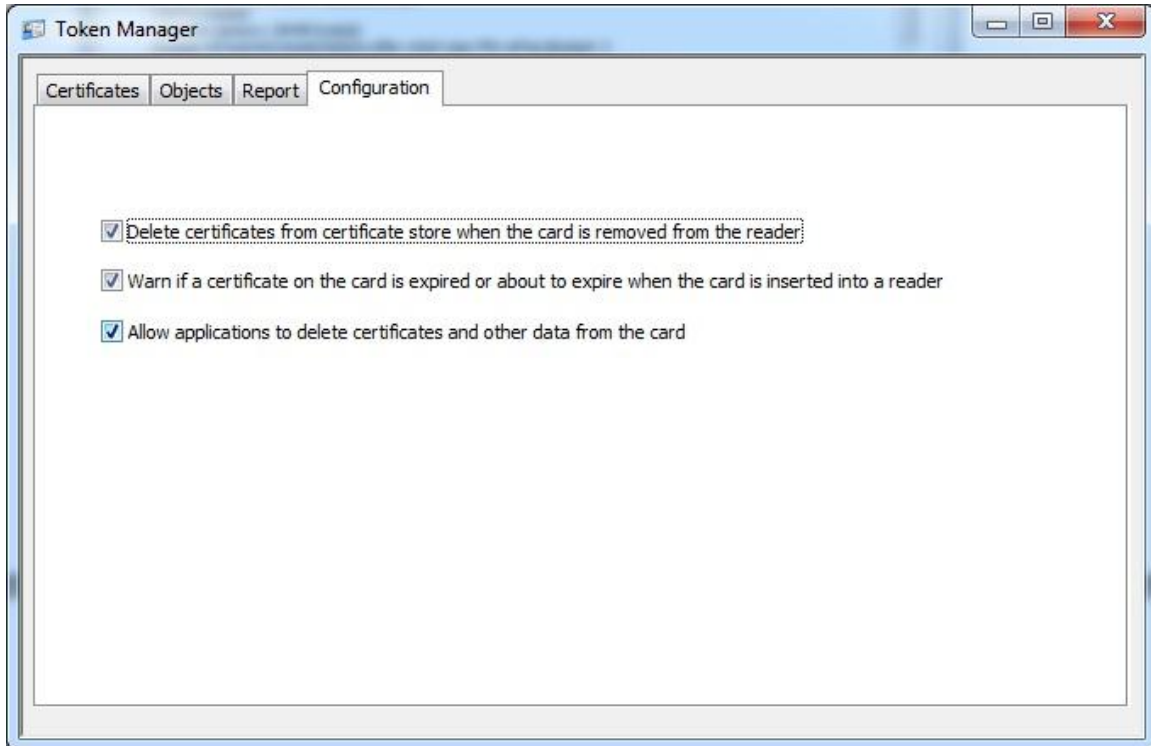 Token Manager
Certificates Objects Report Configuration
Delete certificates from certificate store when the card is removed from the reader
Warn if a certificate on the card is expired or about to expire when the card is inserted into a reader
Allow applications to delete certificates and other data from the card